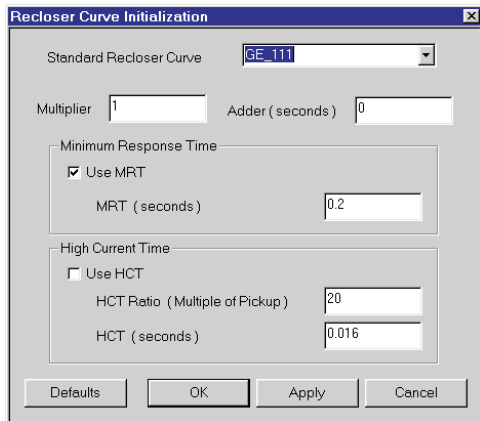 Recloser Curve Initialization
Standard Recloser Curve GE_111
Multiplier 1 Adder ( seconds ) 0
Minimum Response Time
Use MRT
MRT ( seconds ) 0.2
High Current Time
Use HCT
HCT Ratio ( Multiple of Pickup ) 20
HCT ( seconds ) 0.016
Defaults OK Apply Cancel